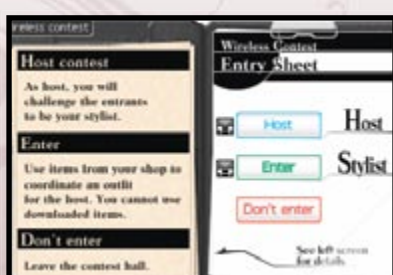 Wireless contest
Host contest
As host, you will
challenge the entrants
to be your stylist.
Enter
Use items from your shop to
coordinate an outfit
for the host. You cannot use
downloaded items.
Don't enter
Leave the contest hall.
Wireless Contest
Entry Sheet
Host
Host
Enter
Stylist
Don't enter
See left screen
for details.